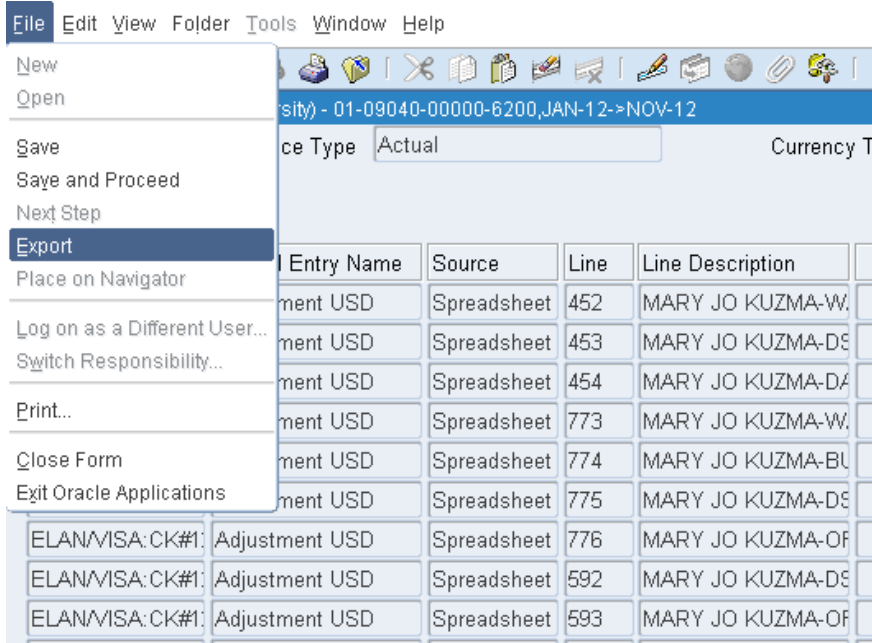 File Edit View Folder Tools Window Help
New
Open
Save
Save and Proceed
Next Step
Export
Place on Navigator
Log on as a Different User...
Switch Responsibility...
Print...
Close Form
Exit Oracle Applications
rsity) - 01-09040-00000-6200,JAN-12->NOV-12
ce Type Actual Currency T
l Entry Name Source Line Line Description
ment USD Spreadsheet 452 MARY JO KUZMA-W.
ment USD Spreadsheet 453 MARY JO KUZMA-DS
ment USD Spreadsheet 454 MARY JO KUZMA-DA
ment USD Spreadsheet 773 MARY JO KUZMA-W.
ment USD Spreadsheet 774 MARY JO KUZMA-BU
ment USD Spreadsheet 775 MARY JO KUZMA-DS
ELAN/VISA:CK#1 Adjustment USD Spreadsheet 776 MARY JO KUZMA-OF
ELAN/VISA:CK#1 Adjustment USD Spreadsheet 592 MARY JO KUZMA-DS
ELAN/VISA:CK#1 Adjustment USD Spreadsheet 593 MARY JO KUZMA-OF